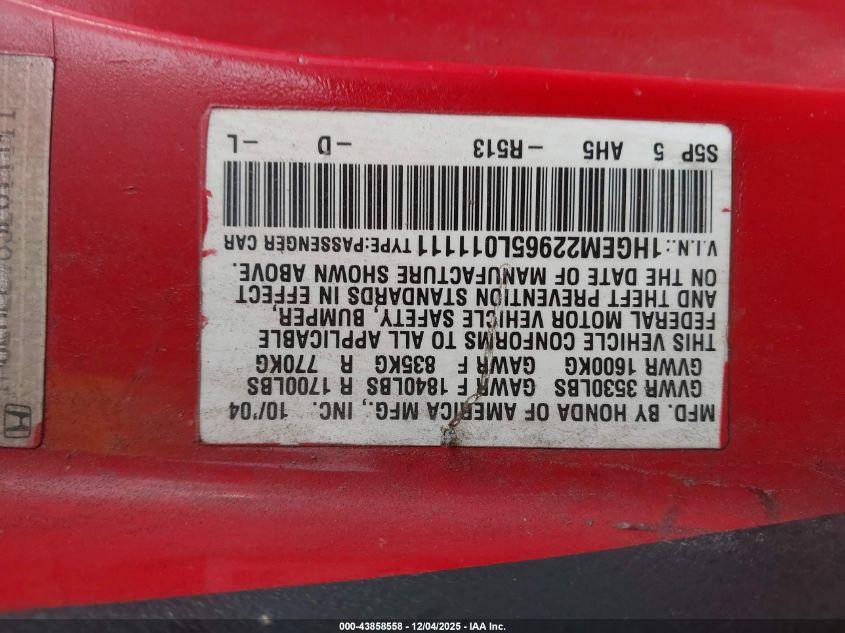 MFD. BY HONDA OF AMERICA MFG., INC. 10/'04
GVWR 3530LBS GAWR F 1840LBS R 1700LBS
GVWR 1600KG GAWR F 835KG R 770KG
THIS VEHICLE CONFORMS TO ALL APPLICABLE
FEDERAL MOTOR VEHICLE SAFETY, BUMPER,
AND THEFT PREVENTION STANDARDS IN EFFECT
ON THE DATE OF MANUFACTURE SHOWN ABOVE.
V.I.N.: 1HGEM22965L011111 TYPE:PASSENGER CAR
S5P 5 AH5 -R513 -D -L
000-43858558 - 12/04/2025 - IAA Inc.